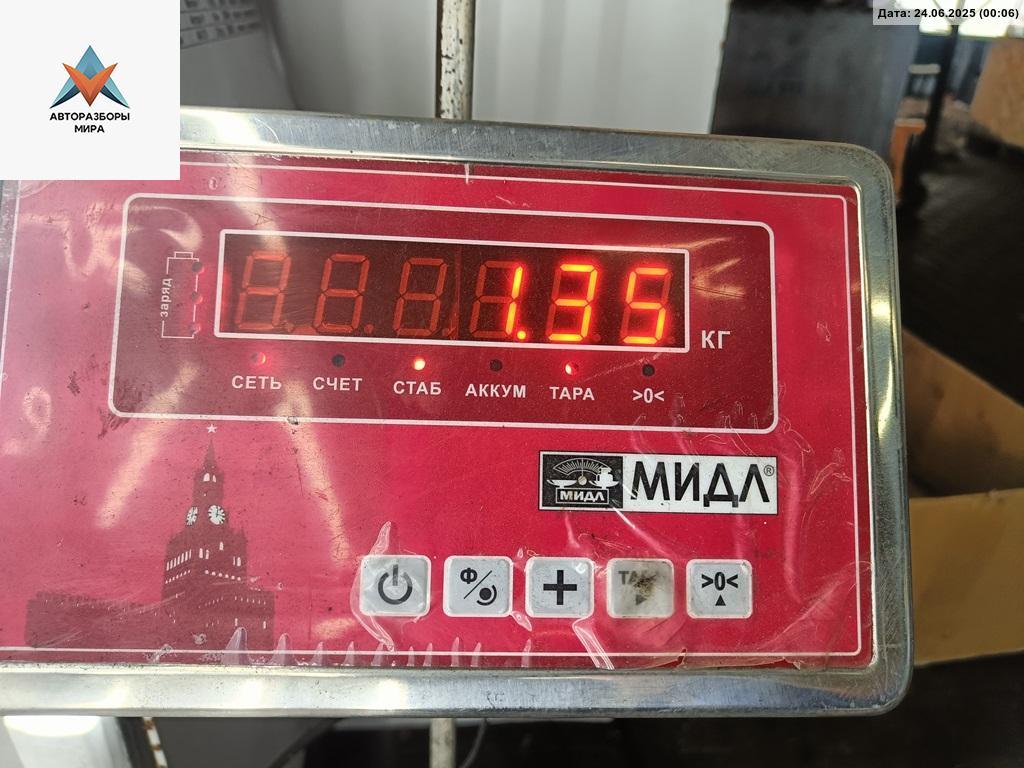 Дата: 24.06.2025 (00:06)
АВТОРАЗБОРЫ
МИРА
заряд
1.35
КГ
СЕТЬ СЧЕТ СТАБ АККУМ ТАРА >0<
МИДЛ МИДЛ®
Ф >0<